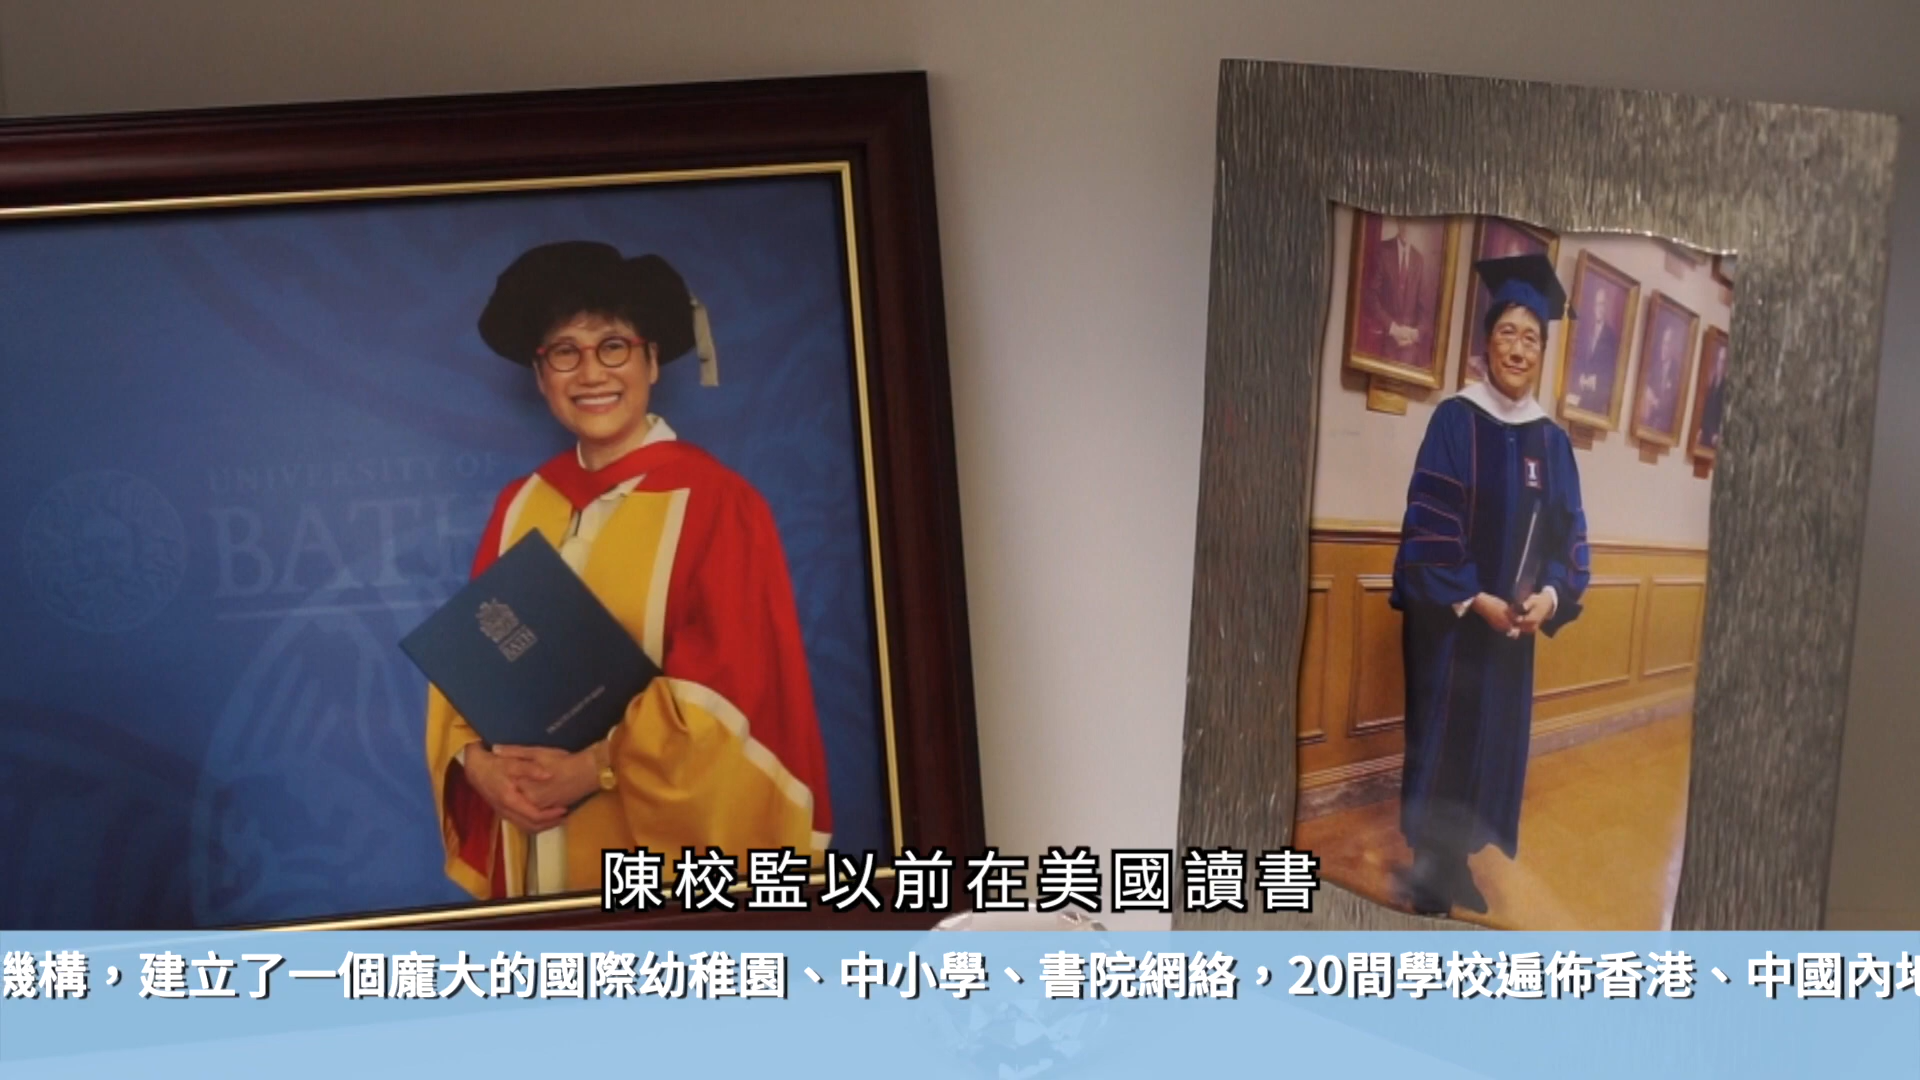 UNIVERSITY OF
BATH
BATH
I
陳校監以前在美國讀書
機構，建立了一個龐大的國際幼稚園、中小學、書院網絡，20間學校遍佈香港、中國內地